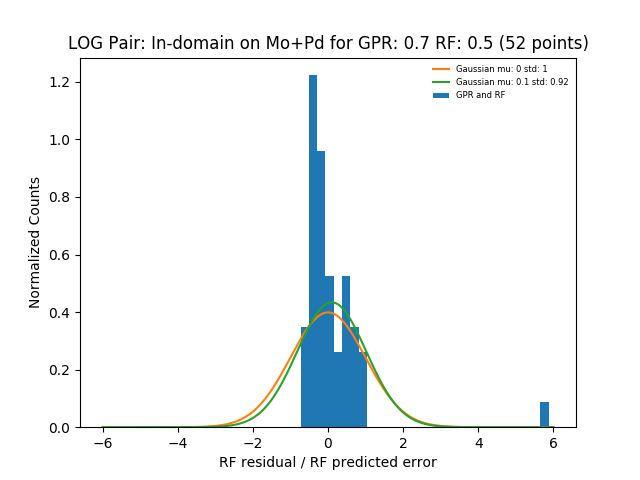 LOG Pair: In-domain on Mo+Pd for GPR: 0.7 RF: 0.5 (52 points)
Gaussian mu: 0 std: 1
Gaussian mu: 0.1 std: 0.92
GPR and RF
Normalized Counts
1.2
1.0
0.8
0.6
0.4
0.2
0.0
−6 −4 −2 0 2 4 6
RF residual / RF predicted error